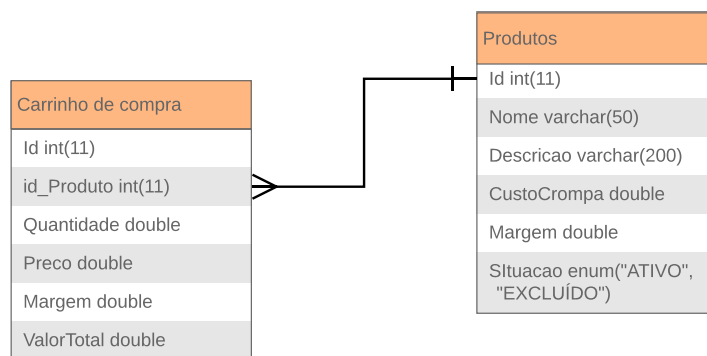 Produtos
Id int(11)
Nome varchar(50)
Descricao varchar(200)
CustoCrompa double
Margem double
SItuacao enum("ATIVO",
"EXCLUÍDO")
Carrinho de compra
Id int(11)
id_Produto int(11)
Quantidade double
Preco double
Margem double
ValorTotal double